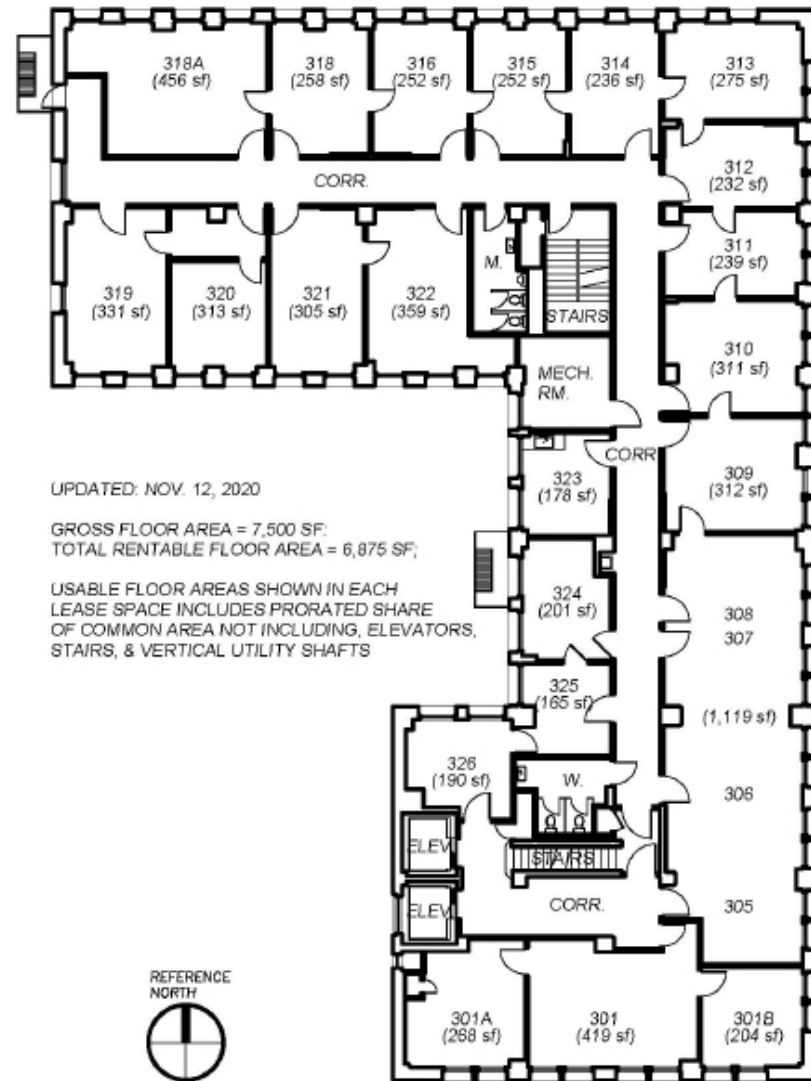 318A
(456 sf)
318
(258 sf)
316
(252 sf)
315
(252 sf)
314
(236 sf)
313
(275 sf)
312
(232 sf)
CORR.
311
(239 sf)
319
(331 sf)
320
(313 sf)
321
(305 sf)
322
(359 sf)
M.
STAIRS
310
(311 sf)
MECH.
RM.
CORR
309
(312 sf)
323
(178 sf)
UPDATED: NOV. 12, 2020
GROSS FLOOR AREA = 7,500 SF:
TOTAL RENTABLE FLOOR AREA = 6,875 SF;
USABLE FLOOR AREAS SHOWN IN EACH
LEASE SPACE INCLUDES PRORATED SHARE
OF COMMON AREA NOT INCLUDING, ELEVATORS,
STAIRS, & VERTICAL UTILITY SHAFTS
324
(201 sf)
308
307
(1,119 sf)
306
305
325
(165 sf)
326
(190 sf)
W.
ELEV.
STAIRS
ELEV.
CORR.
301A
(268 sf)
301
(419 sf)
301B
(204 sf)
REFERENCE
NORTH